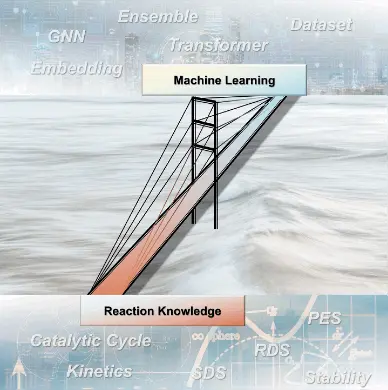 Ensemble
Dataset
GNN
Transformer
Embedding
Machine Learning
Reaction Knowledge
PES
Catalytic Cycle
RDS
Kinetics
SDS
Stability